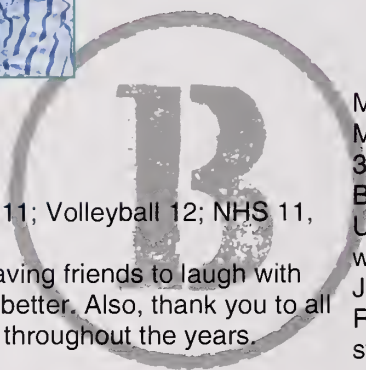 B
11; Volleyball 12; NHS 11,
aving friends to laugh with
better. Also, thank you to all
throughout the years.
M
M
3
B
U
w
J
F
s